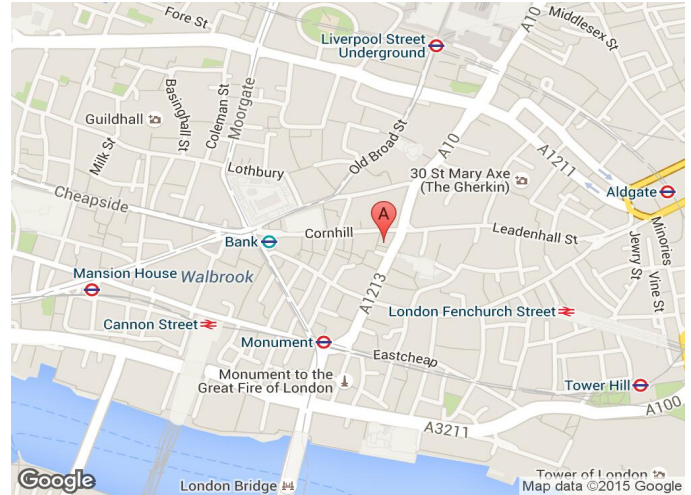 Fore St
Liverpool Street
Underground
Middlesex St
A10
Moorgate
Coleman St
Basinghall St
Guildhall
Milk St
Old Broad St
A10
A1211
Lothbury
30 St Mary Axe
(The Gherkin)
Aldgate
Cheapside
A
Cornhill
Leadenhall St
Bank
Minories
Jewry St
Vine St
Mansion House
Walbrook
A1213
London Fenchurch Street
Cannon Street
Monument
Eastcheap
Monument to the
Great Fire of London
Tower Hill
A100
A3211
Tower of London
London Bridge
Google
Map data ©2015 Google